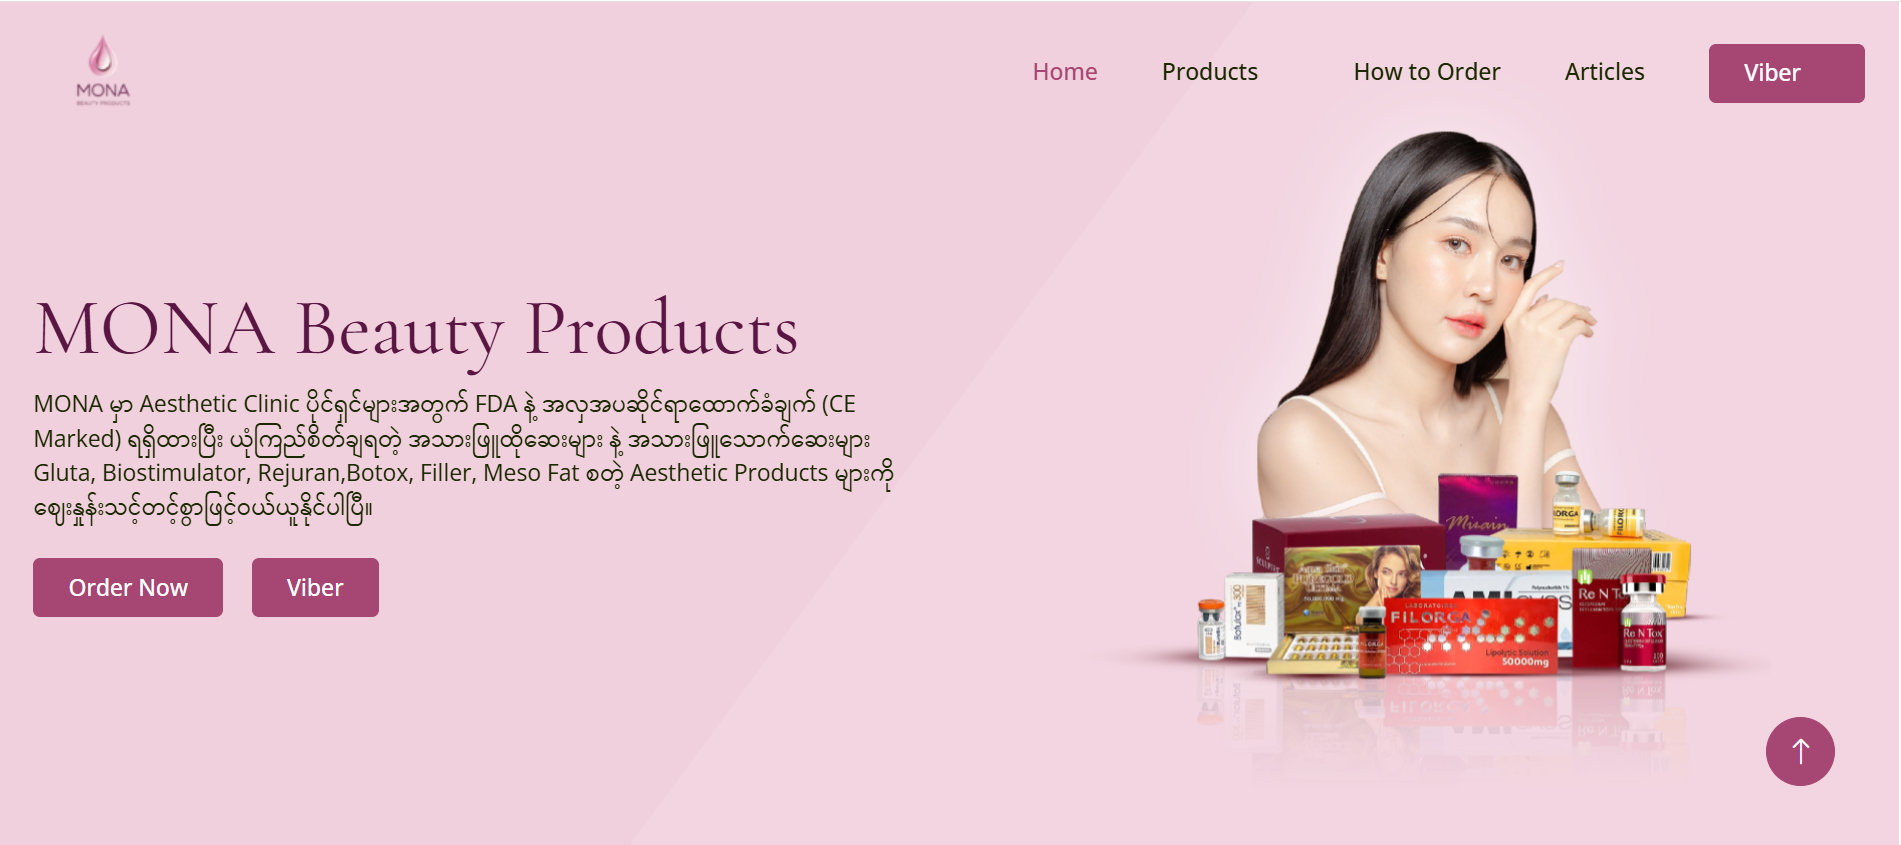 MONA
BEAUTY PRODUCTS
Home
Products
How to Order
Articles
Viber
MONA Beauty Products
MONA မှာ Aesthetic Clinic ပိုင်ရှင်များအတွက် FDA နဲ့ အလှအပဆိုင်ရာထောက်ခံချက် (CE
Marked) ရရှိထားပြီး ယုံကြည်စိတ်ချရတဲ့ အသားဖြူထိုဆေးများ နဲ့ အသားဖြူသောက်ဆေးများ
Gluta, Biostimulator, Rejuran,Botox, Filler, Meso Fat စတဲ့ Aesthetic Products များကို
ဈေးနှုန်းသင့်တင့်စွာဖြင့်ဝယ်ယူနိုင်ပါပြီ။
Order Now
Viber
FILORGA
Botulax
300
Re N Tox
LABORATOIRES
FILORGA
Lipolytic Solution
50000mg
Re N Tox